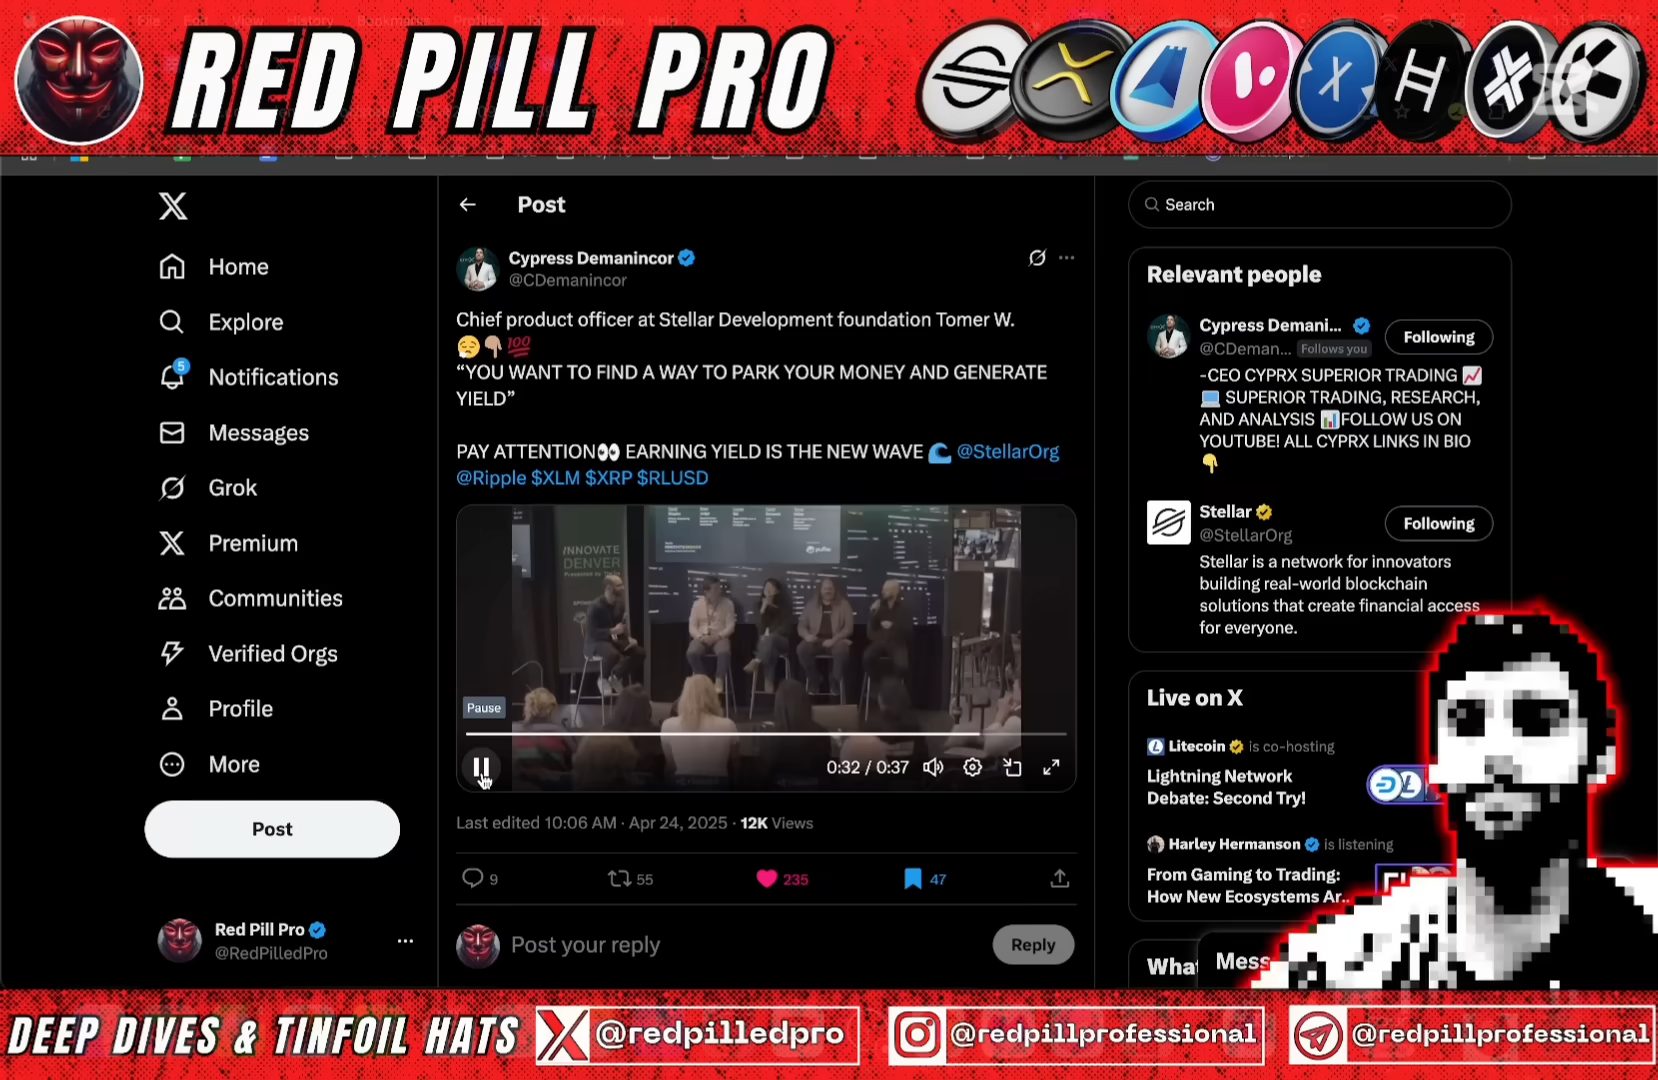 RED PILL PRO
Home
Explore
5
Notifications
Messages
Grok
Premium
Communities
Verified Orgs
Profile
More
Post
Red Pill Pro
@RedPilledPro
Post
Cypress Demanincor
@CDemanincor
Chief product officer at Stellar Development foundation Tomer W.
😮‍💨👇🏽💯
“YOU WANT TO FIND A WAY TO PARK YOUR MONEY AND GENERATE
YIELD”
PAY ATTENTION👀 EARNING YIELD IS THE NEW WAVE 🌊 @StellarOrg
@Ripple $XLM $XRP $RLUSD
INNOVATE
DENVER
Pause
0:32 / 0:37
Last edited 10:06 AM · Apr 24, 2025 · 12K Views
9 55 235 47
Post your reply
Reply
Search
Relevant people
Cypress Demani...
@CDeman... Follows you
Following
-CEO CYPRX SUPERIOR TRADING 📈
💻 SUPERIOR TRADING, RESEARCH,
AND ANALYSIS 📊FOLLOW US ON
YOUTUBE! ALL CYPRX LINKS IN BIO
👇
Stellar
@StellarOrg
Following
Stellar is a network for innovators
building real-world blockchain
solutions that create financial access
for everyone.
Live on X
Litecoin is co-hosting
Lightning Network
Debate: Second Try!
Harley Hermanson is listening
From Gaming to Trading:
How New Ecosystems Ar..
What
Mess
DEEP DIVES & TINFOIL HATS
@redpilledpro
@redpillprofessional
@redpillprofessional